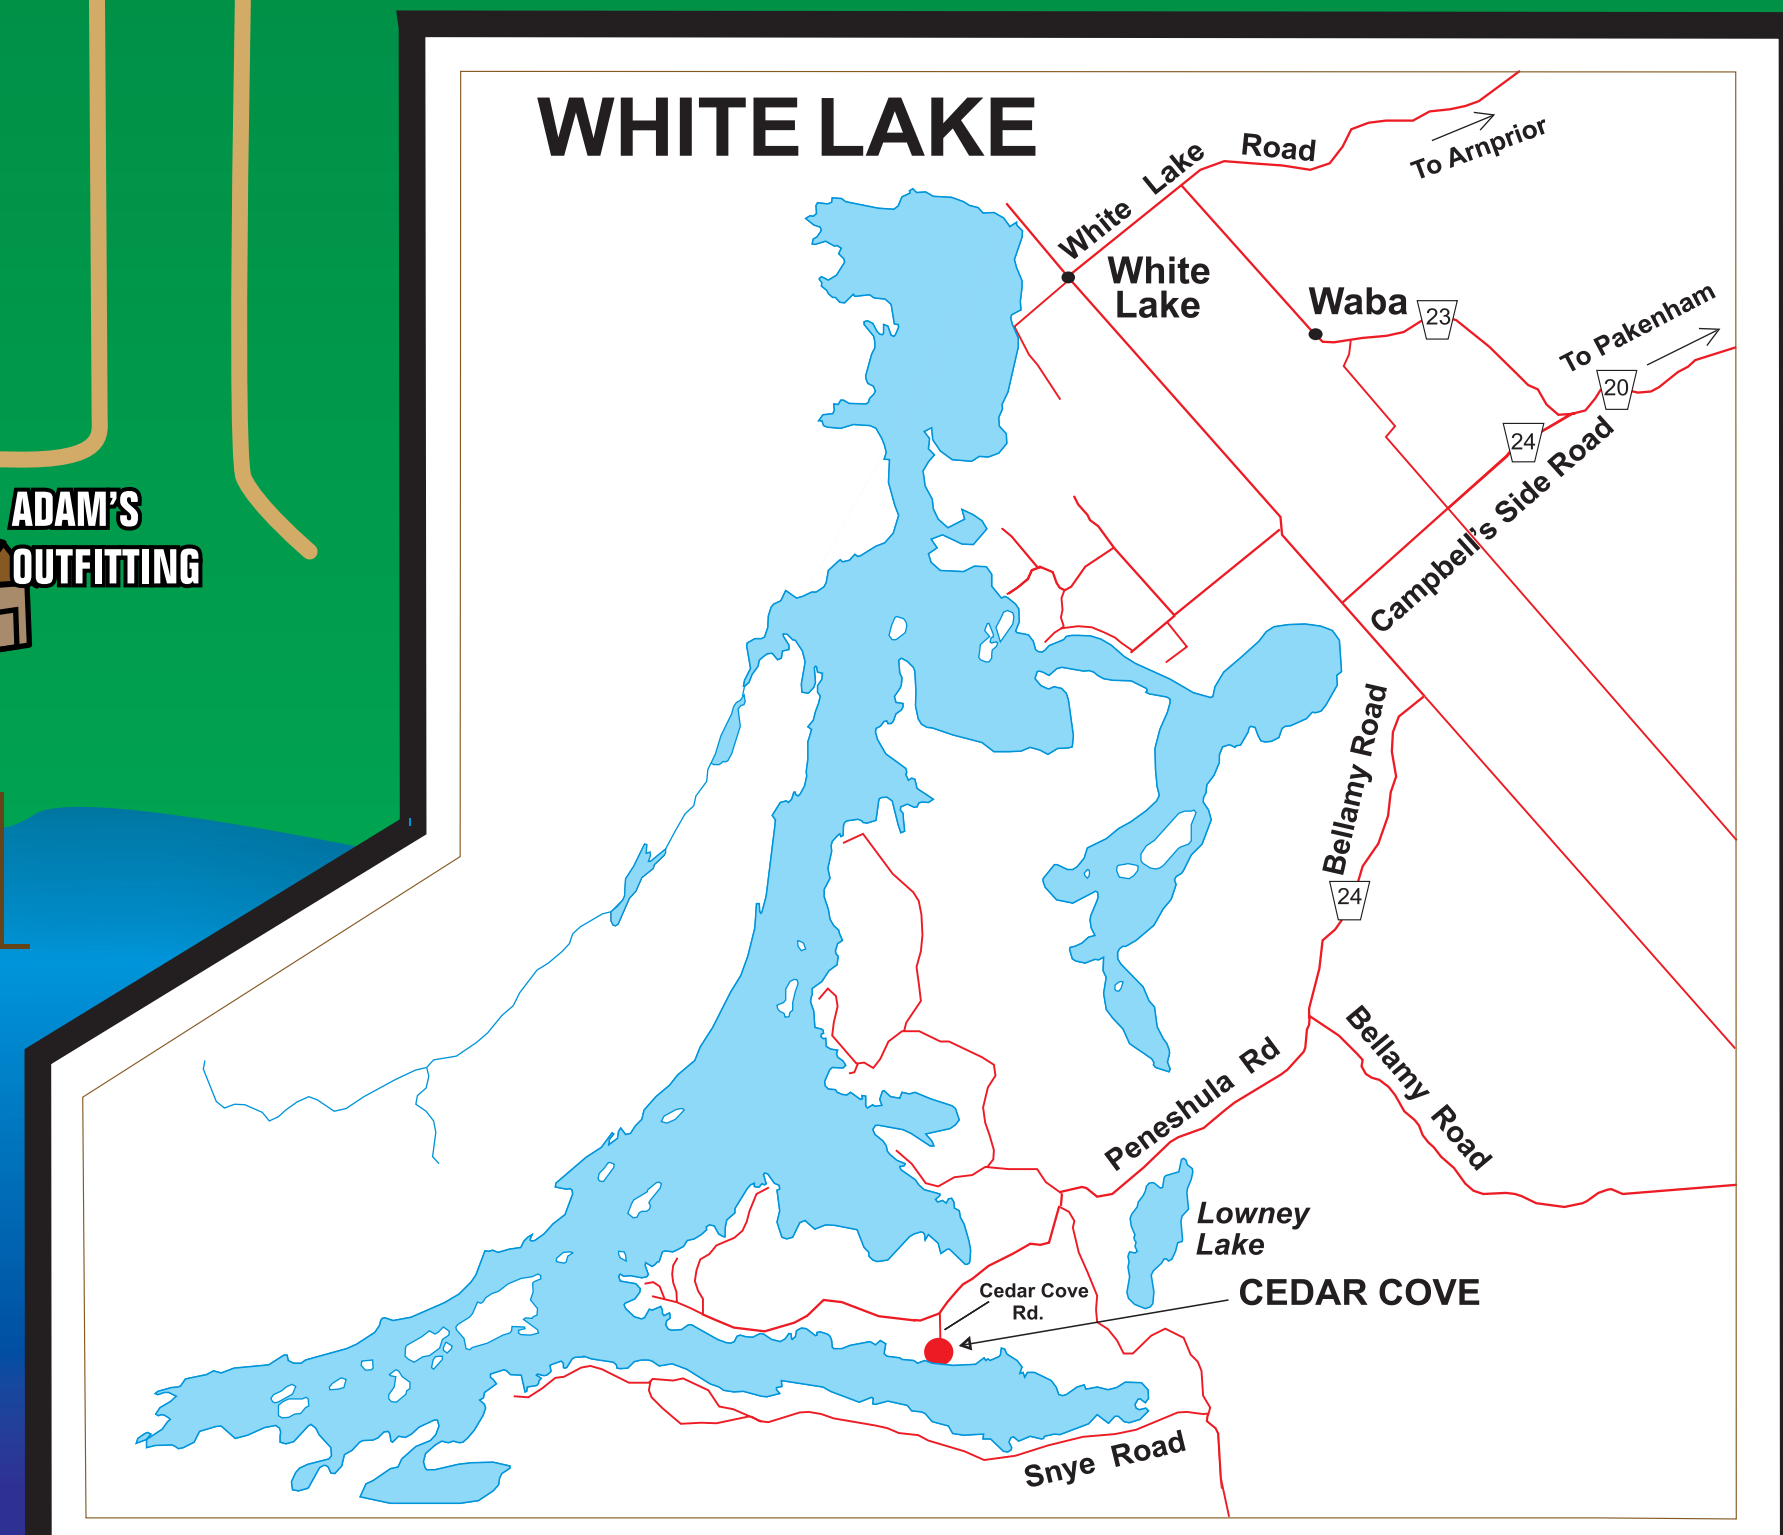 WHITE LAKE
White Lake Road
To Arnprior
White
Lake
Waba
23
To Pakenham
20
24
Campbell's Side Road
ADAM'S
OUTFITTING
Bellamy Road
24
Bellamy Road
Peneshula Rd
Lowney
Lake
CEDAR COVE
Cedar Cove
Rd.
Snye Road